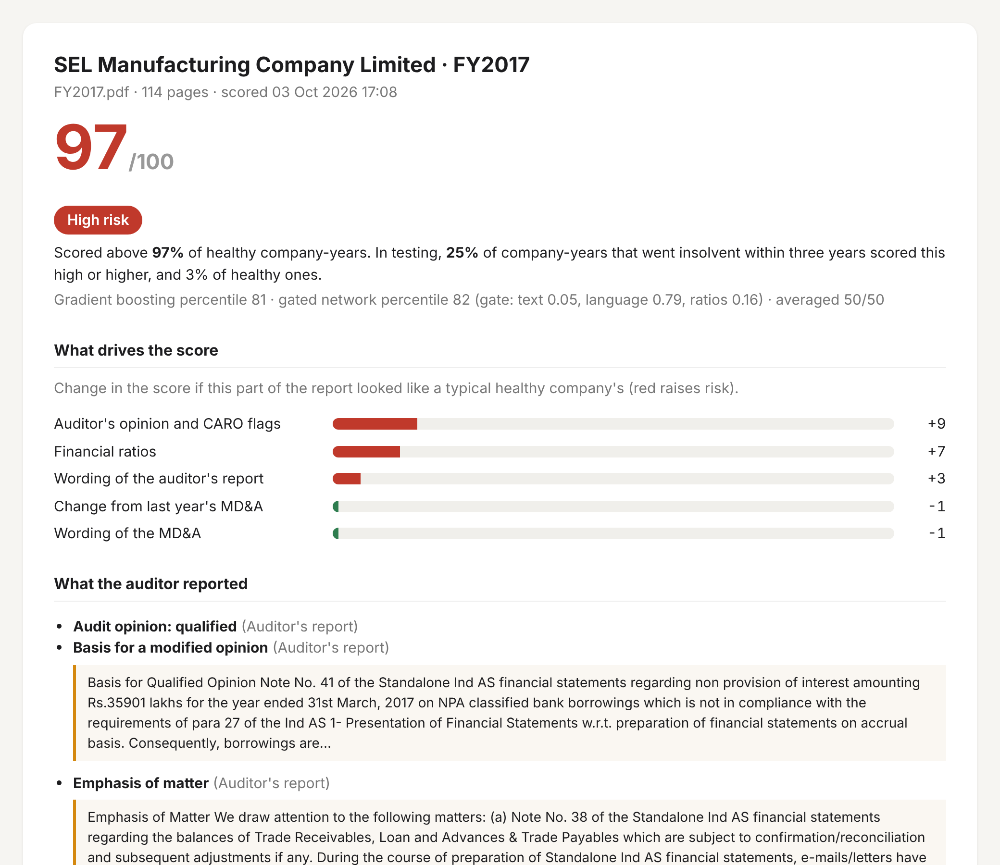 SEL Manufacturing Company Limited · FY2017
FY2017.pdf · 114 pages · scored 03 Oct 2026 17:08
97/100
High risk
Scored above 97% of healthy company-years. In testing, 25% of company-years that went insolvent within three years scored this
high or higher, and 3% of healthy ones.
Gradient boosting percentile 81 · gated network percentile 82 (gate: text 0.05, language 0.79, ratios 0.16) · averaged 50/50
What drives the score
Change in the score if this part of the report looked like a typical healthy company's (red raises risk).
Auditor's opinion and CARO flags +9
Financial ratios +7
Wording of the auditor's report +3
Change from last year's MD&A -1
Wording of the MD&A -1
What the auditor reported
• Audit opinion: qualified (Auditor's report)
• Basis for a modified opinion (Auditor's report)
Basis for Qualified Opinion Note No. 41 of the Standalone Ind AS financial statements regarding non provision of interest amounting
Rs.35901 lakhs for the year ended 31st March, 2017 on NPA classified bank borrowings which is not in compliance with the
requirements of para 27 of the Ind AS 1- Presentation of Financial Statements w.r.t. preparation of financial statements on accrual
basis. Consequently, borrowings are...
• Emphasis of matter (Auditor's report)
Emphasis of Matter We draw attention to the following matters: (a) Note No. 38 of the Standalone Ind AS financial statements
regarding the balances of Trade Receivables, Loan and Advances & Trade Payables which are subject to confirmation/reconciliation
and subsequent adjustments if any. During the course of preparation of Standalone Ind AS financial statements, e-mails/letters have